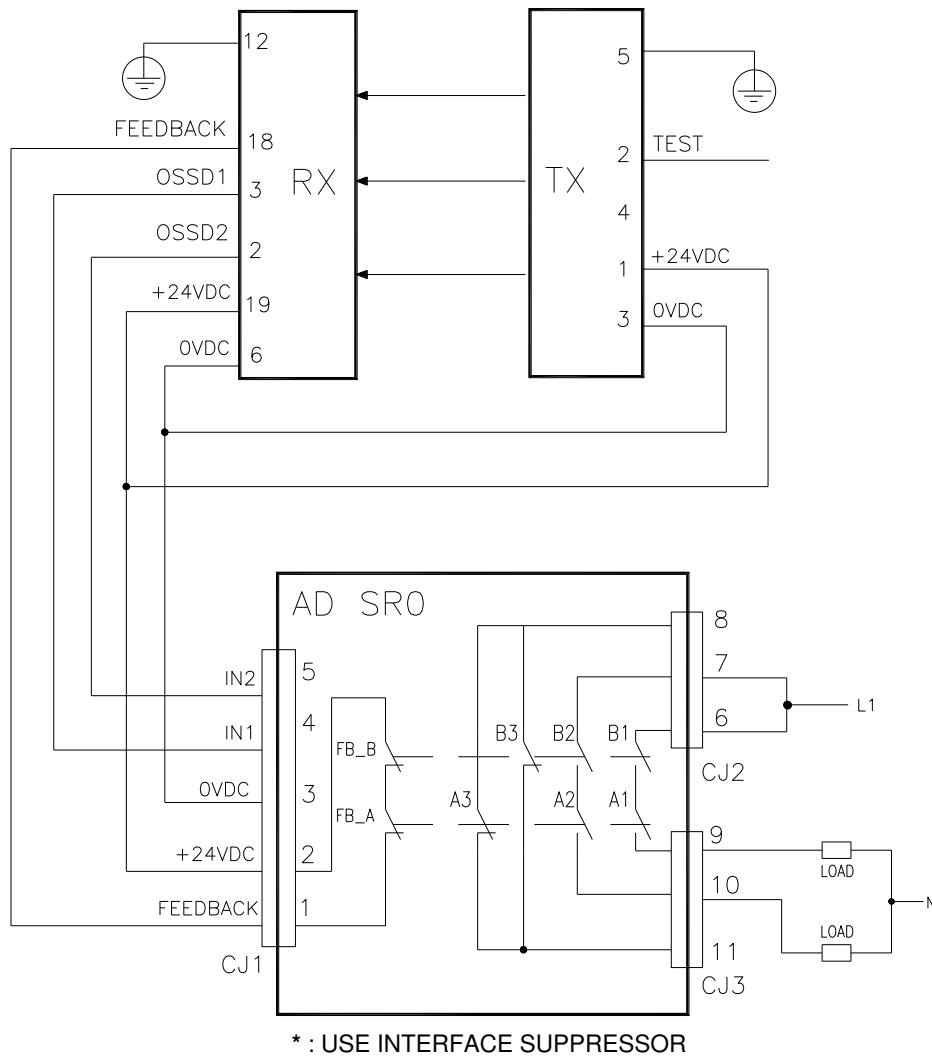 12
5
FEEDBACK
18
TEST
2
OSSD1
3
RX
TX
4
OSSD2
2
+24VDC
1
+24VDC
19
0VDC
3
0VDC
6
AD SR0
8
IN2
5
7
IN1
4
6
L1
FB_B
B3
B2
B1
0VDC
3
CJ2
FB_A
A3
A2
A1
+24VDC
2
9
LOAD
10
FEEDBACK
1
N
LOAD
11
CJ1
CJ3
* : USE INTERFACE SUPPRESSOR